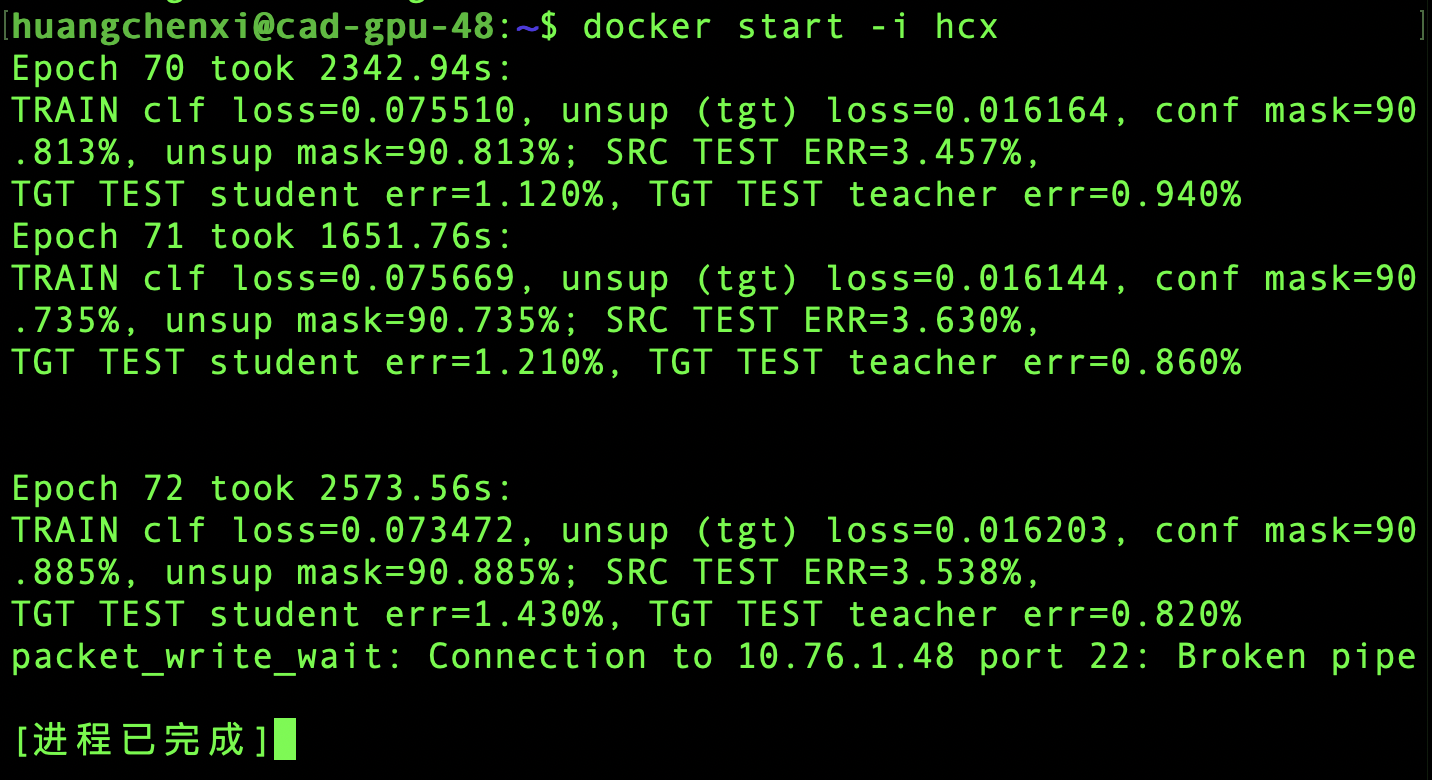 huangchenxi@cad-gpu-48:~$ docker start -i hcx
Epoch 70 took 2342.94s:
TRAIN clf loss=0.075510, unsup (tgt) loss=0.016164, conf mask=90
.813%, unsup mask=90.813%; SRC TEST ERR=3.457%,
TGT TEST student err=1.120%, TGT TEST teacher err=0.940%
Epoch 71 took 1651.76s:
TRAIN clf loss=0.075669, unsup (tgt) loss=0.016144, conf mask=90
.735%, unsup mask=90.735%; SRC TEST ERR=3.630%,
TGT TEST student err=1.210%, TGT TEST teacher err=0.860%
Epoch 72 took 2573.56s:
TRAIN clf loss=0.073472, unsup (tgt) loss=0.016203, conf mask=90
.885%, unsup mask=90.885%; SRC TEST ERR=3.538%,
TGT TEST student err=1.430%, TGT TEST teacher err=0.820%
packet_write_wait: Connection to 10.76.1.48 port 22: Broken pipe
[进程已完成]